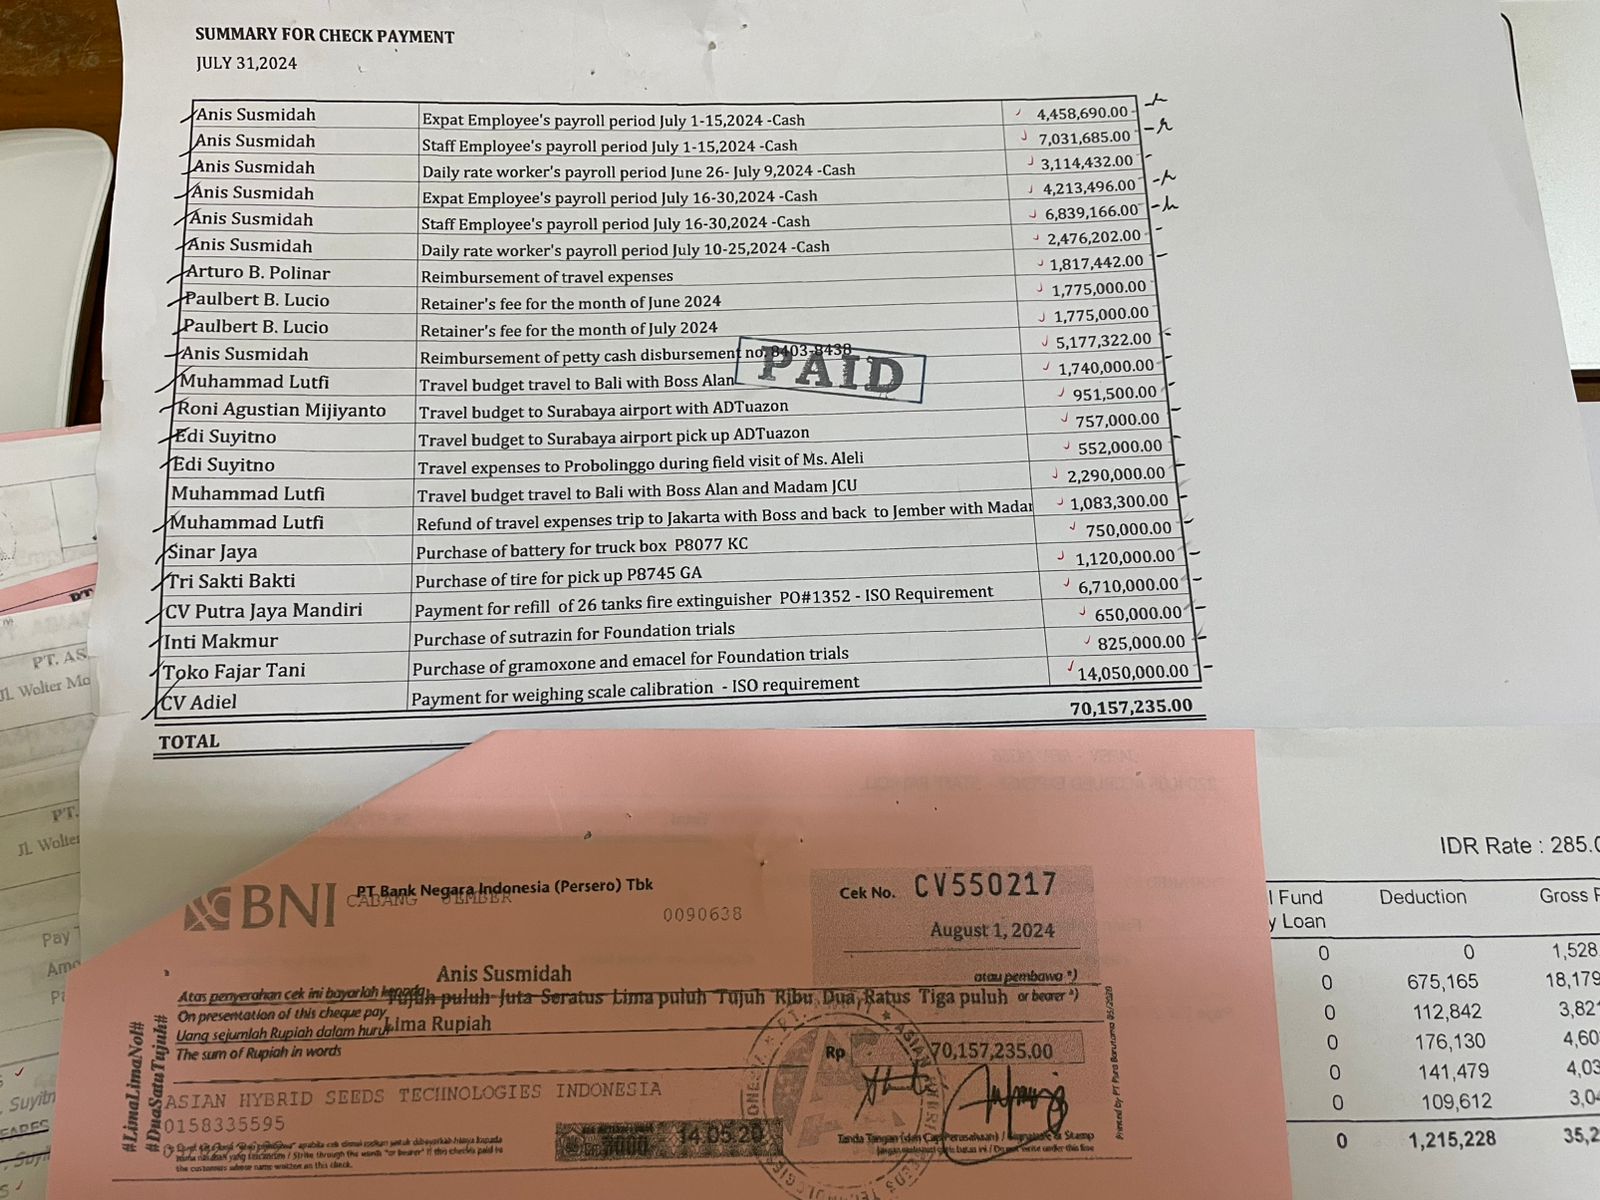 SUMMARY FOR CHECK PAYMENT
JULY 31,2024
Anis Susmidah Expat Employee's payroll period July 1-15,2024 -Cash 4,458,690.00
Anis Susmidah Staff Employee's payroll period July 1-15,2024 -Cash 7,031,685.00
Anis Susmidah Daily rate worker's payroll period June 26- July 9,2024 -Cash 3,114,432.00
Anis Susmidah Expat Employee's payroll period July 16-30,2024 -Cash 4,213,496.00
Anis Susmidah Staff Employee's payroll period July 16-30,2024 -Cash 6,839,166.00
Anis Susmidah Daily rate worker's payroll period July 10-25,2024 -Cash 2,476,202.00
Arturo B. Polinar Reimbursement of travel expenses 1,817,442.00
Paulbert B. Lucio Retainer's fee for the month of June 2024 1,775,000.00
Paulbert B. Lucio Retainer's fee for the month of July 2024 1,775,000.00
Anis Susmidah Reimbursement of petty cash disbursement no. 8403-8438 5,177,322.00
Muhammad Lutfi Travel budget travel to Bali with Boss Alan 1,740,000.00
PAID
Roni Agustian Mijiyanto Travel budget to Surabaya airport with ADTuazon 951,500.00
Edi Suyitno Travel budget to Surabaya airport pick up ADTuazon 757,000.00
Edi Suyitno Travel expenses to Probolinggo during field visit of Ms. Aleli 552,000.00
Muhammad Lutfi Travel budget travel to Bali with Boss Alan and Madam JCU 2,290,000.00
Muhammad Lutfi Refund of travel expenses trip to Jakarta with Boss and back to Jember with Madam 1,083,300.00
Sinar Jaya Purchase of battery for truck box P8077 KC 750,000.00
Tri Sakti Bakti Purchase of tire for pick up P8745 GA 1,120,000.00
CV Putra Jaya Mandiri Payment for refill of 26 tanks fire extinguisher PO#1352 - ISO Requirement 6,710,000.00
Inti Makmur Purchase of sutrazin for Foundation trials 650,000.00
Toko Fajar Tani Purchase of gramoxone and emacel for Foundation trials 825,000.00
CV Adiel Payment for weighing scale calibration - ISO requirement 14,050,000.00
TOTAL 70,157,235.00
BNI PT Bank Negara Indonesia (Persero) Tbk
CABANG JEMBER
0090638
Cek No. CV550217
August 1, 2024
Anis Susmidah atau pembawa *)
Atas penyerahan cek ini bayarlah kepada
Tujuh puluh Juta Seratus Lima puluh Tujuh Ribu Dua Ratus Tiga puluh or bearer *)
On presentation of this cheque pay
Lima Rupiah
Uang sejumlah Rupiah dalam huruf
The sum of Rupiah in words
Rp 70,157,235.00
#LimaLimaNol#
#DuaSatuTujuh#
ASIAN HYBRID SEEDS TECHNOLOGIES INDONESIA
0158335595
3000 14.05.20
Tanda Tangan (dan Cap Perusahaan) / Signature & Stamp
IDR Rate : 285.0
l Fund Deduction Gross P
y Loan
0 0 1,528
0 675,165 18,179
0 112,842 3,82
0 176,130 4,60
0 141,479 4,03
0 109,612 3,0
0 1,215,228 35,2
PT. AS
Jl. Wolter Mo
PT.
Jl. Wolter
Pay
Amo